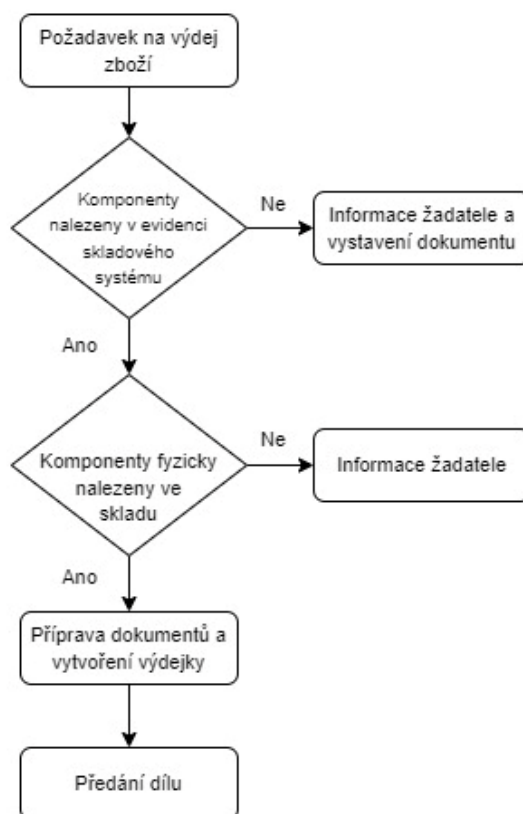 Požadavek na výdej
zboží
Komponenty
nalezeny v evidenci
skladového
systému
Ne
Informace žadatele a
vystavení dokumentu
Ano
Komponenty fyzicky
nalezeny ve
skladu
Ne
Informace žadatele
Ano
Příprava dokumentů a
vytvoření výdejky
Předání dílu